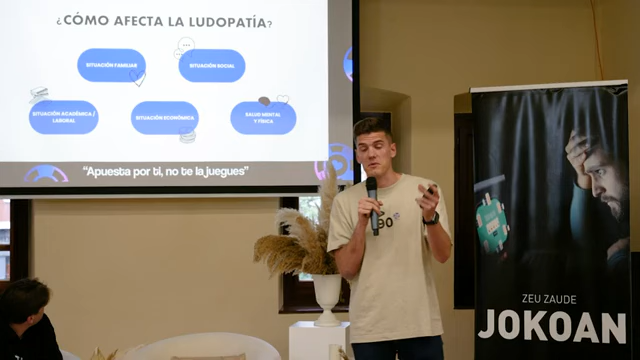 ¿CÓMO AFECTA LA LUDOPATÍA?
SITUACIÓN FAMILIAR
SITUACIÓN SOCIAL
SITUACIÓN ACADÉMICA /
LABORAL
SITUACIÓN ECONÓMICA
SALUD MENTAL
Y FÍSICA
“Apuesta por ti, no te la juegues”
90
ZEU ZAUDE
JOKOAN